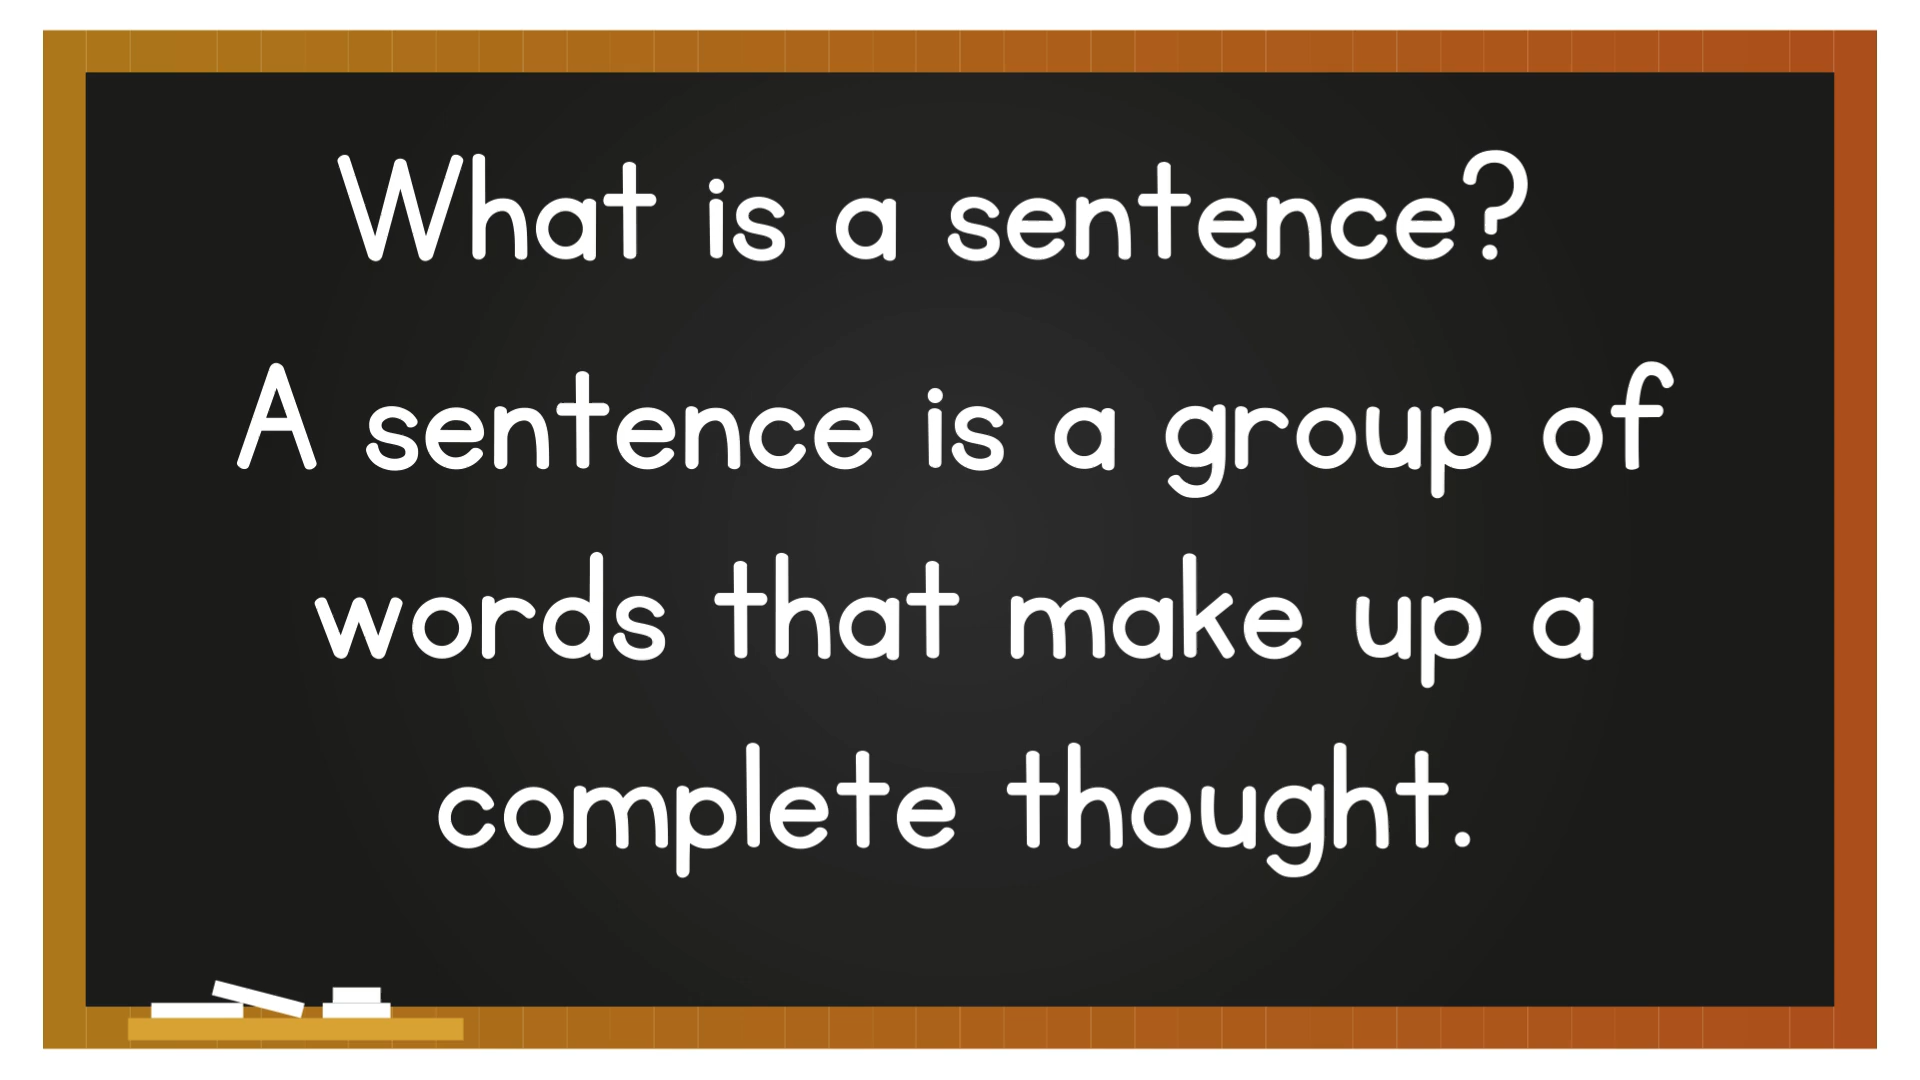 What is a sentence?
A sentence is a group of
words that make up a
complete thought.